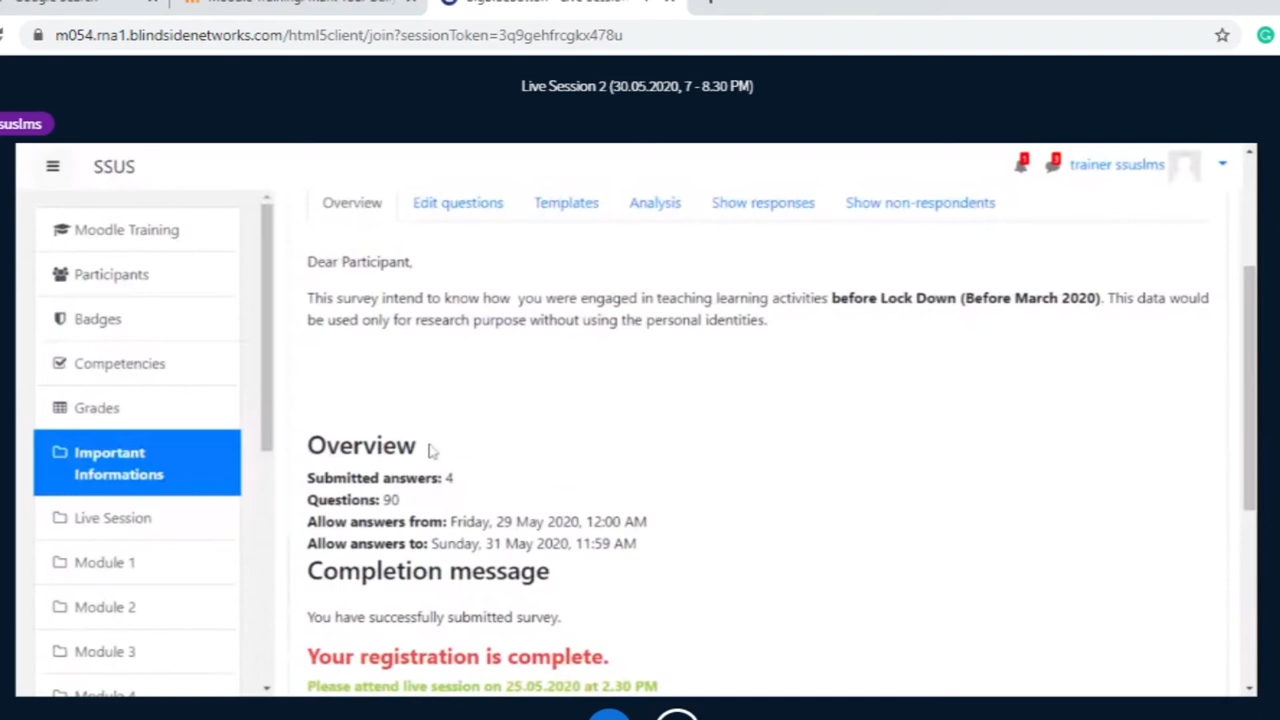 m054.rna1.blindsidenetworks.com/html5client/join?sessionToken=3q9gehfrcgkx478u
Live Session 2 (30.05.2020, 7 - 8.30 PM)
suslms
SSUS
trainer ssuslms
Overview Edit questions Templates Analysis Show responses Show non-respondents
Moodle Training
Participants
Badges
Competencies
Grades
Important
Informations
Live Session
Module 1
Module 2
Module 3
Module 4
Dear Participant,
This survey intend to know how you were engaged in teaching learning activities before Lock Down (Before March 2020). This data would
be used only for research purpose without using the personal identities.
Overview
Submitted answers: 4
Questions: 90
Allow answers from: Friday, 29 May 2020, 12:00 AM
Allow answers to: Sunday, 31 May 2020, 11:59 AM
Completion message
You have successfully submitted survey.
Your registration is complete.
Please attend live session on 25.05.2020 at 2.30 PM